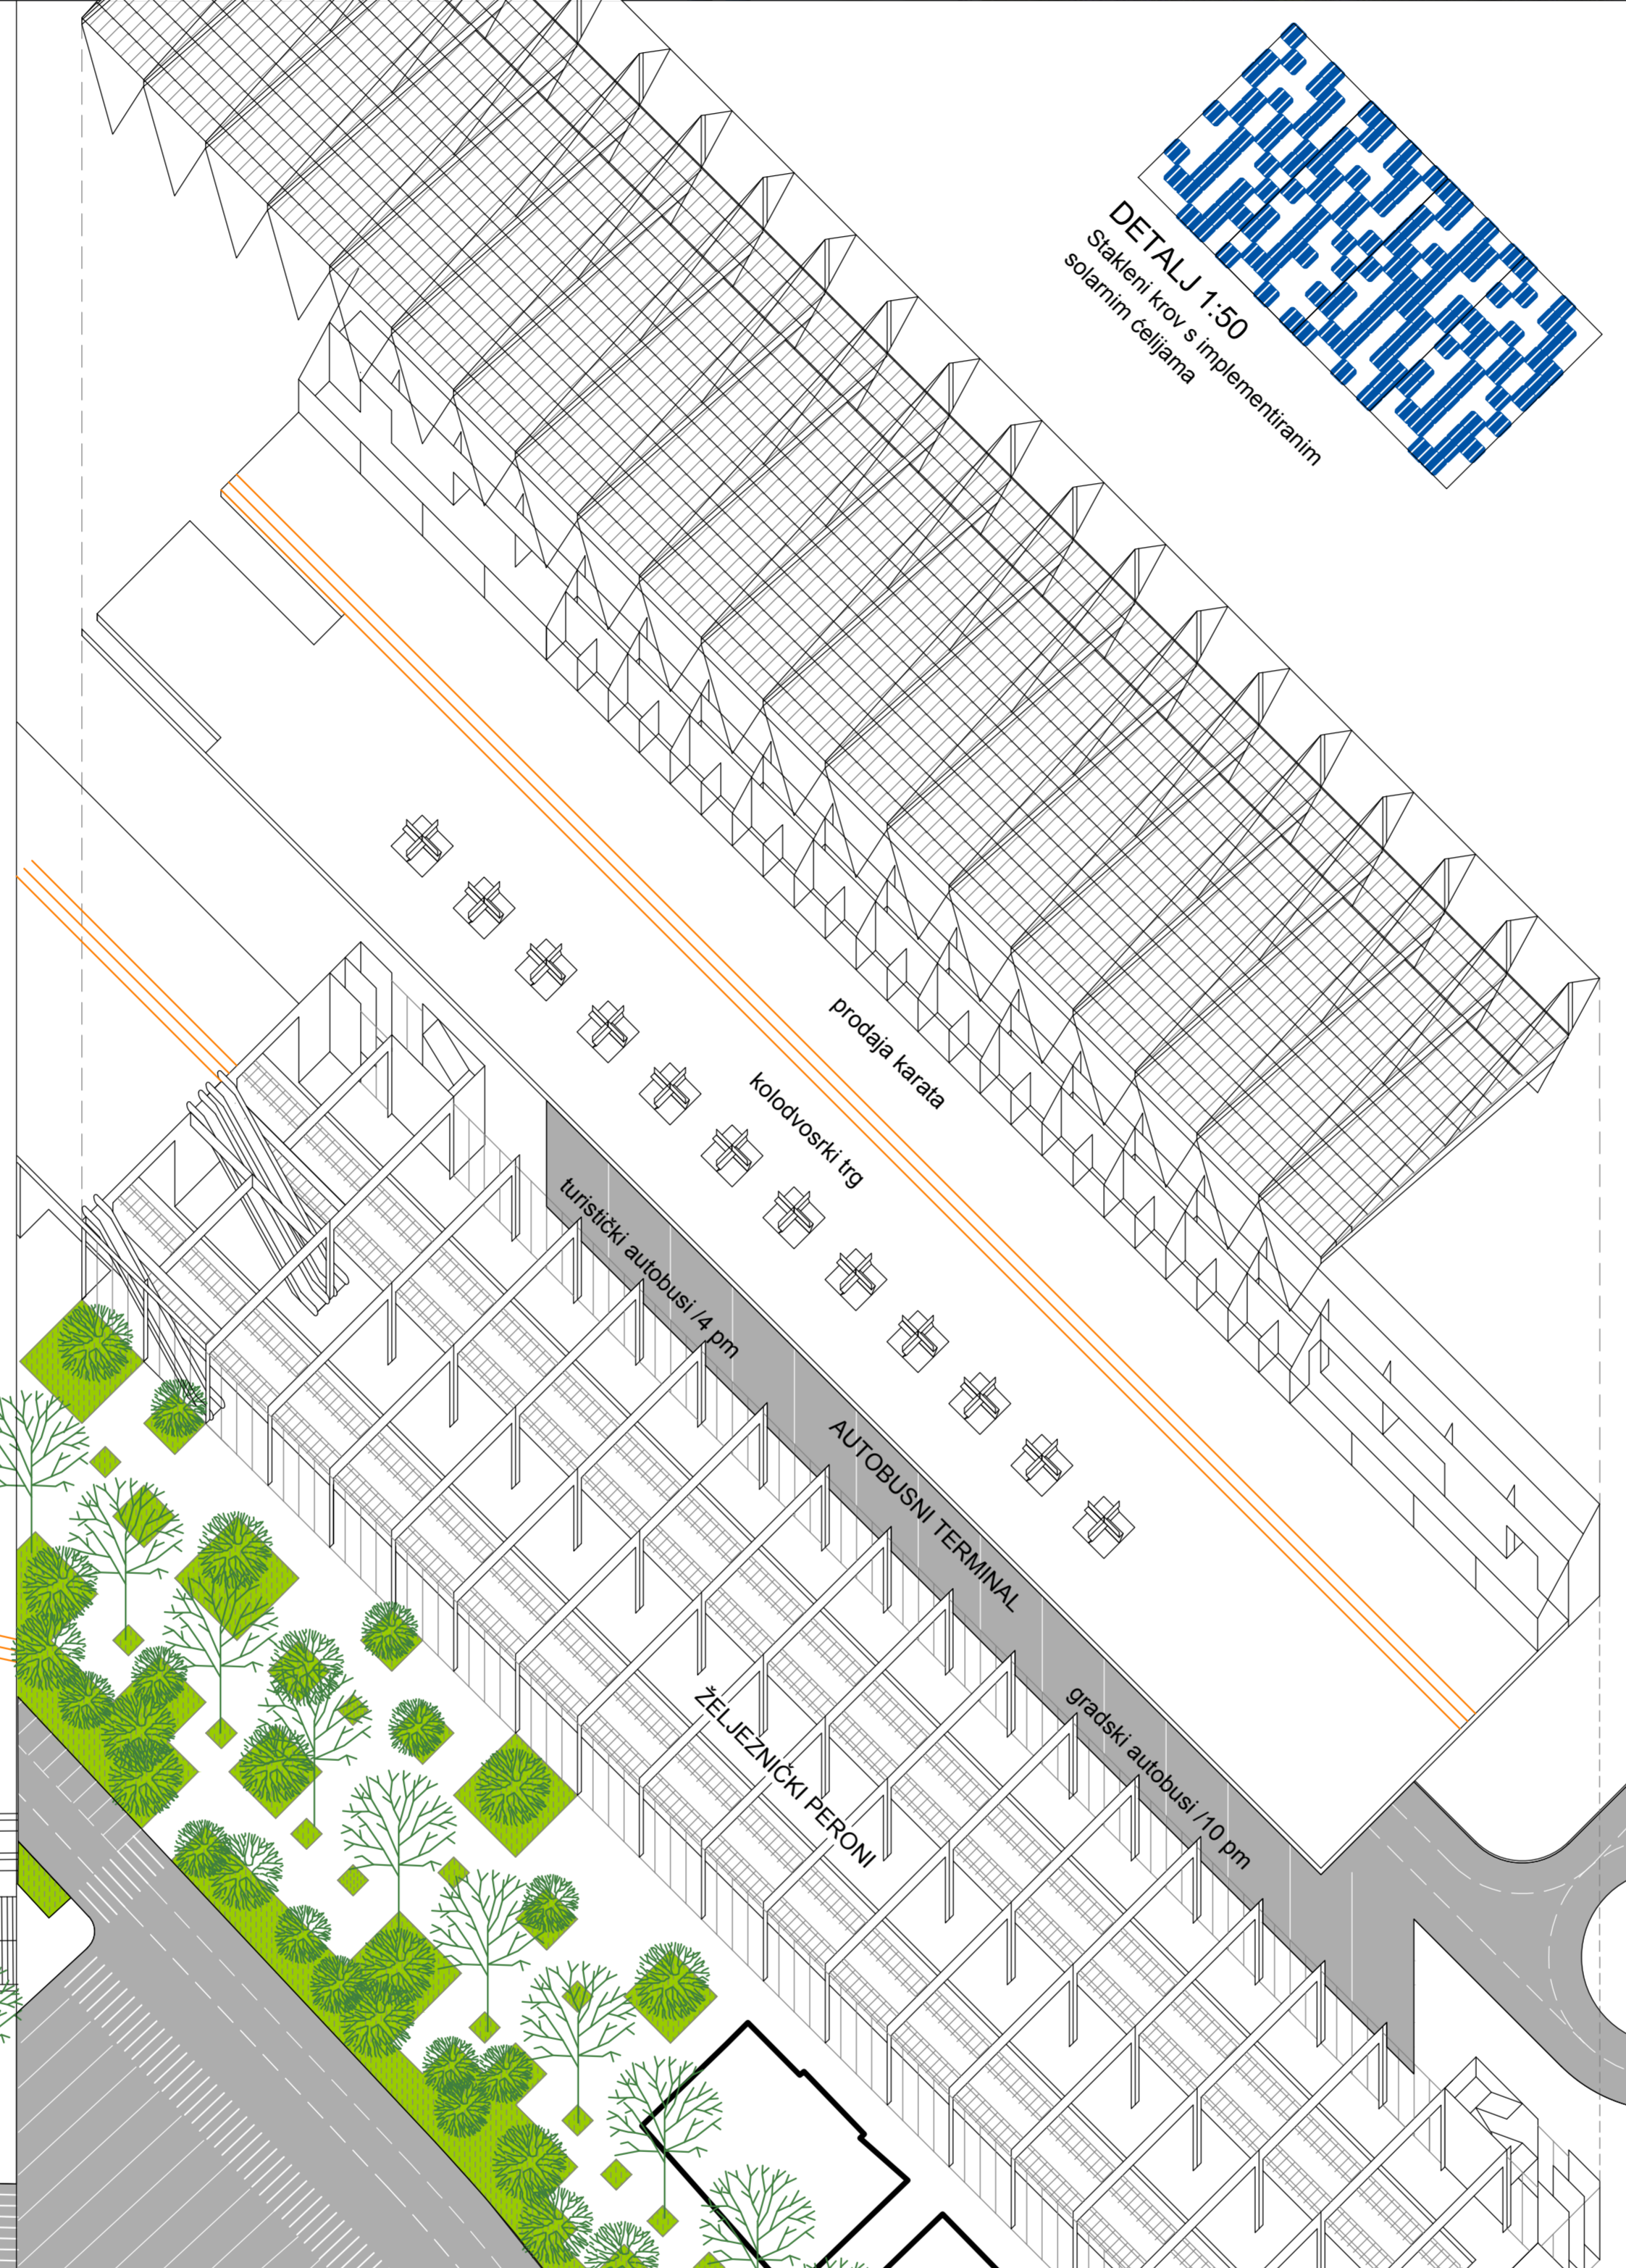 DETALJ 1:50
Stakleni krov s implementiranim
solarnim ćelijama
prodaja karata
kolodvosrki trg
turistički autobusi /4 pm
AUTOBUSNI TERMINAL
gradski autobusi /10 pm
ŽELJEZNIČKI PERONI